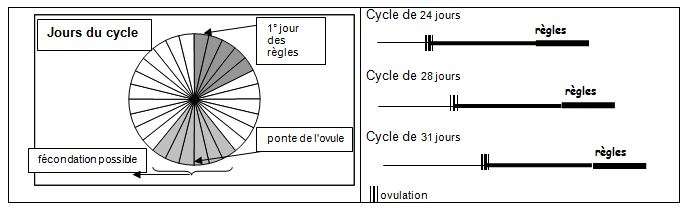 Jours du cycle
1° jour
des
règles
ponte de l'ovule
fécondation possible
Cycle de 24 jours
règles
Cycle de 28 jours
règles
Cycle de 31 jours
règles
ovulation